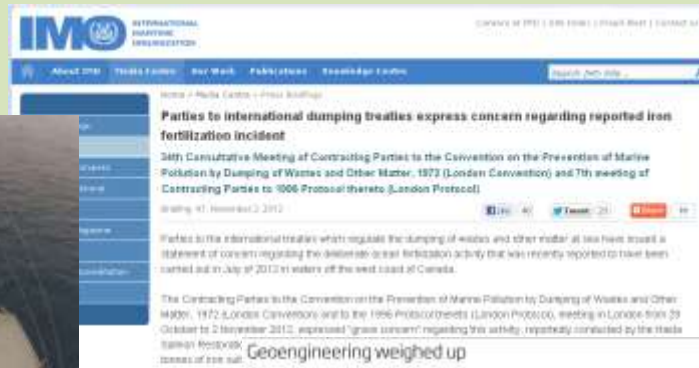 IMO
INTERNATIONAL
MARITIME
ORGANIZATION
About IMO Media Centre Our Work Publications Knowledge Centre
Home Media Centre Press Briefings
Parties to international dumping treaties express concern regarding reported iron
fertilization incident
34th Consultative Meeting of Contracting Parties to the Convention on the Prevention of Marine
Pollution by Dumping of Wastes and Other Matter, 1972 (London Convention) and 7th meeting of
Contracting Parties to 1996 Protocol thereto (London Protocol)
Briefing: 47, November 2, 2012
Like Tweet
Parties to the international treaties which regulate the dumping of wastes and other matter at sea have issued a
statement of concern regarding the deliberate ocean fertilization activity that was recently reported to have been
carried out in July of 2012 in waters off the west coast of Canada.
The Contracting Parties to the Convention on the Prevention of Marine Pollution by Dumping of Wastes and Other
Matter, 1972 (London Convention) and to the 1996 Protocol thereto (London Protocol), meeting in London from 29
October to 2 November 2012, expressed "grave concern" regarding this activity, reportedly conducted by the Haida
Salmon
tonnes of iron
Geoengineering weighed up